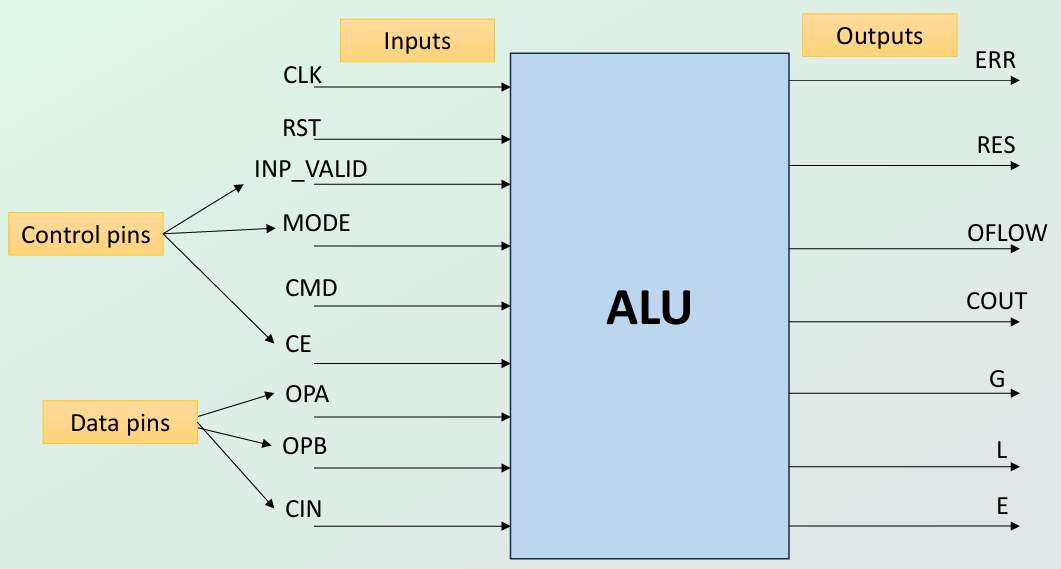 Inputs
Outputs
CLK
RST
INP_VALID
MODE
CMD
CE
OPA
OPB
CIN
Control pins
Data pins
ALU
ERR
RES
OFLOW
COUT
G
L
E